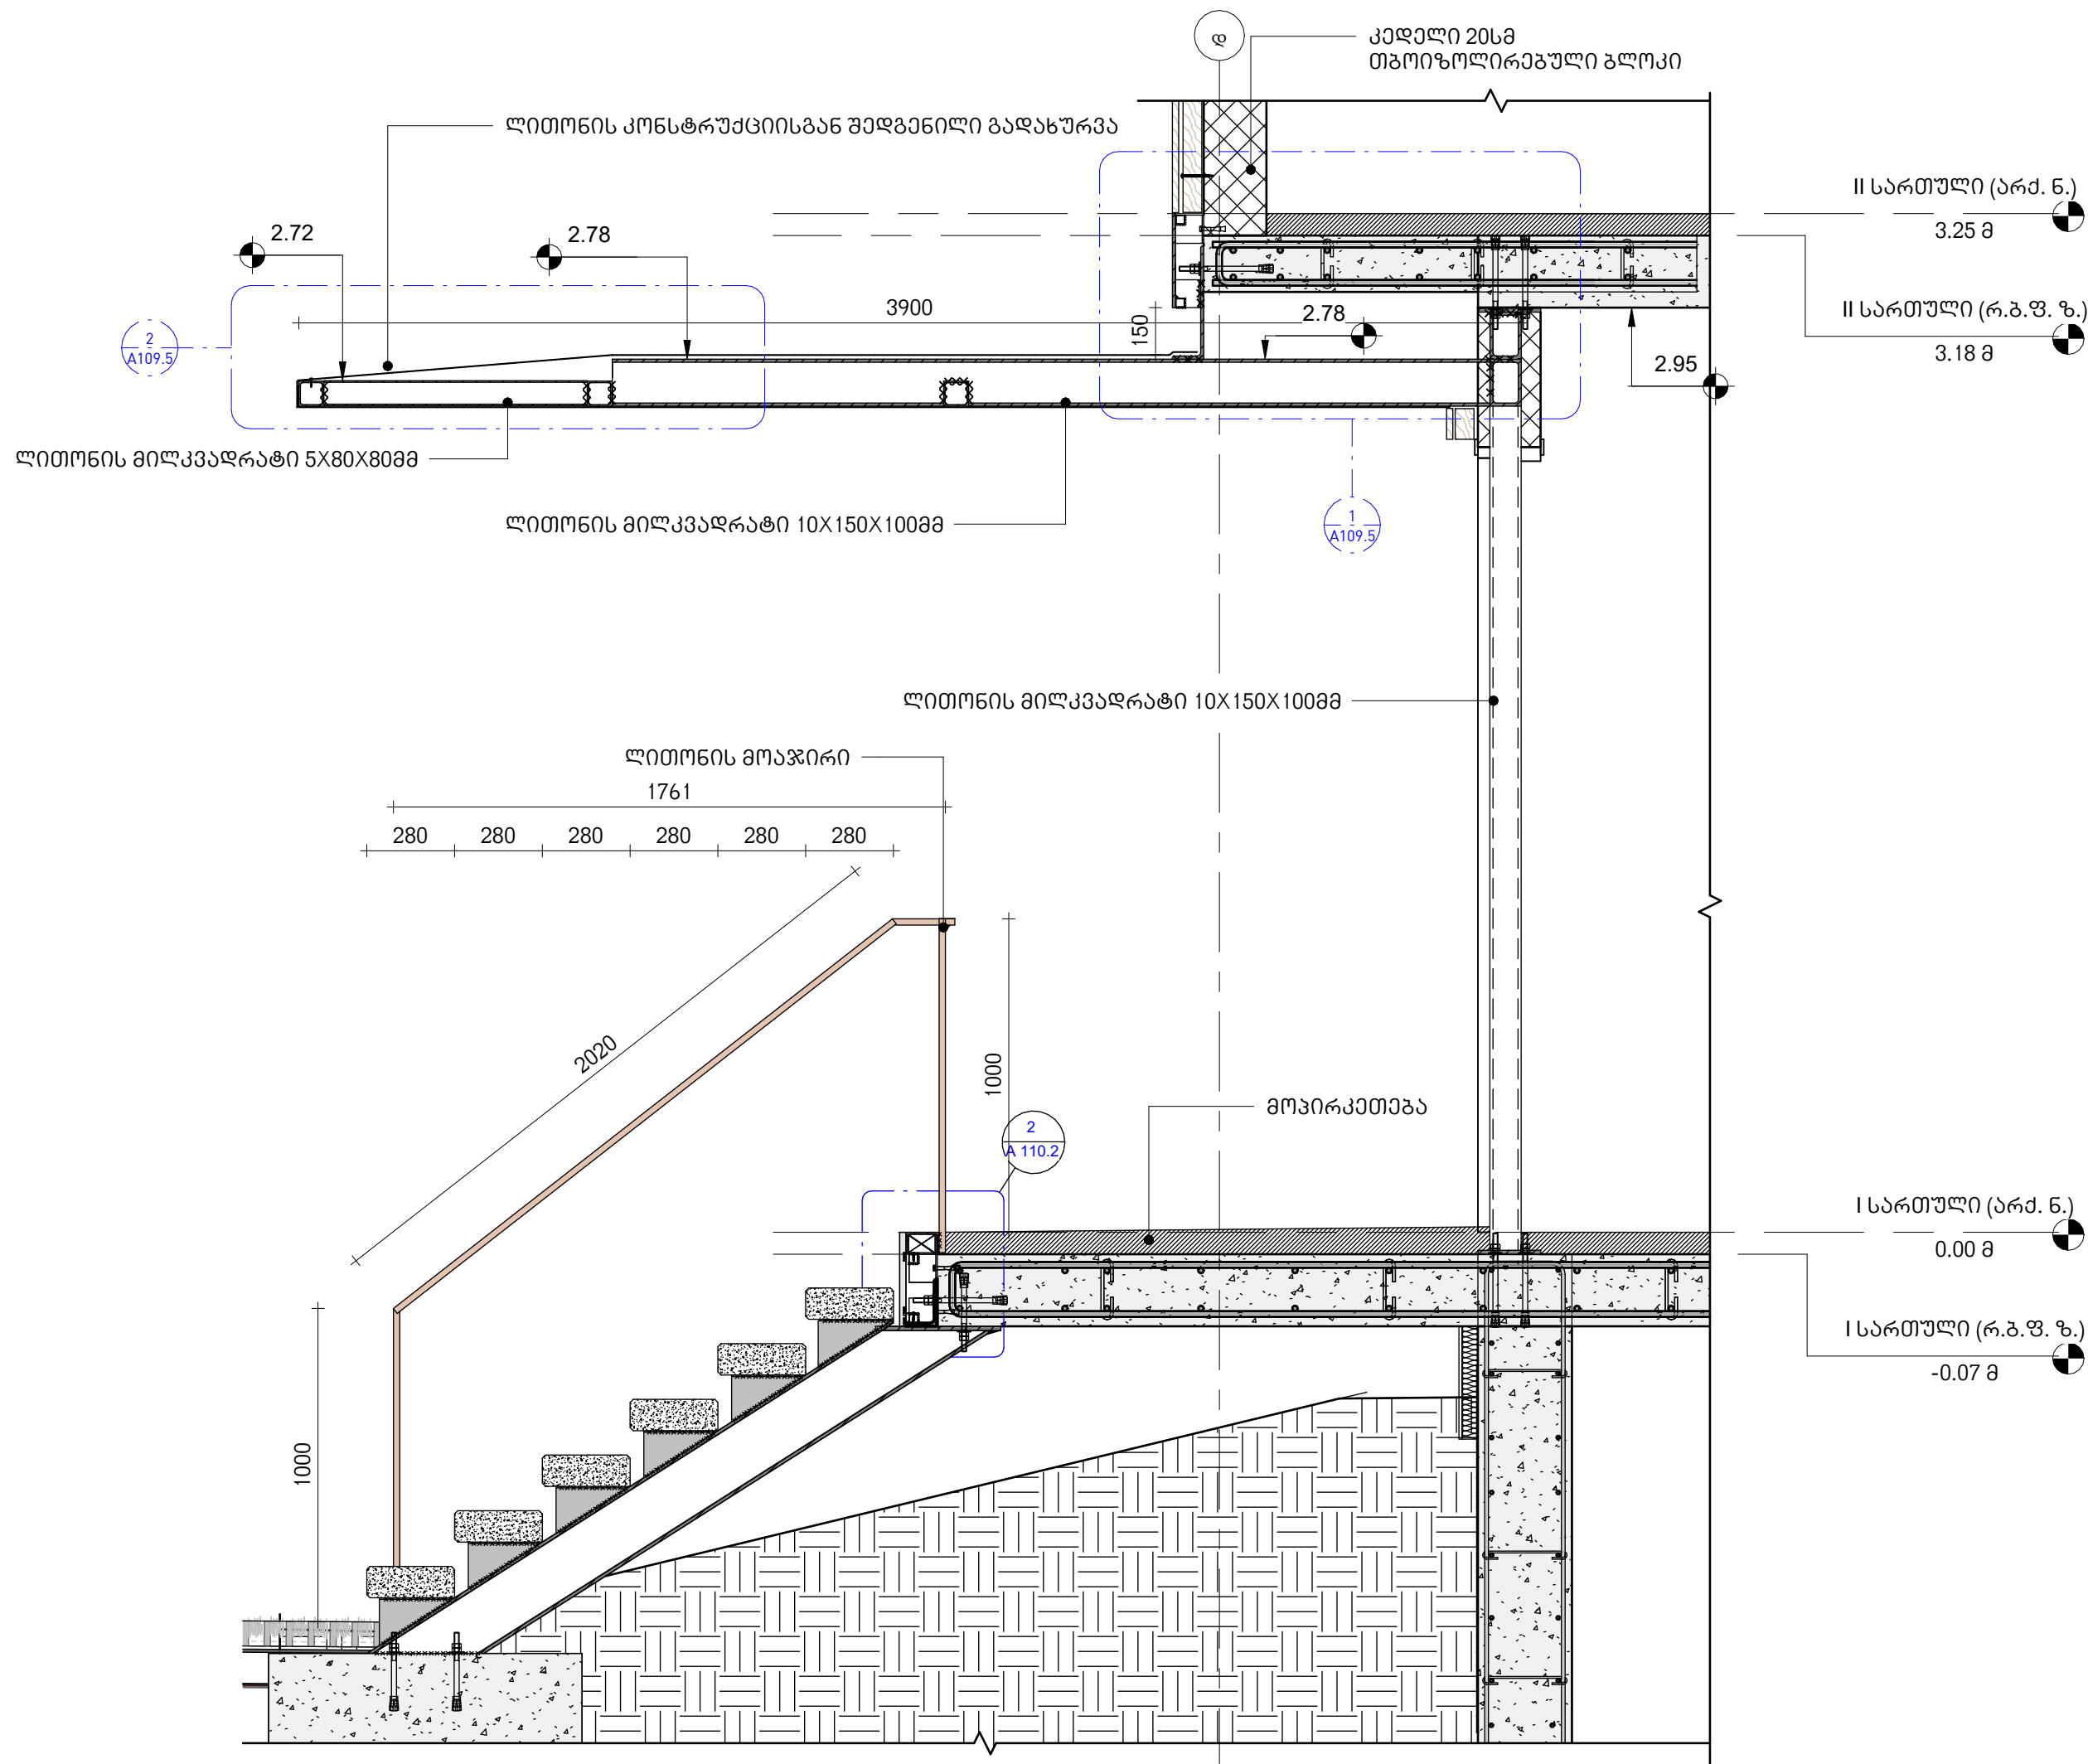 დ
კედელი 20სმ
თბოიზოლირებული ბლოკი
ლითონის კონსტრუქციისგან შედგენილი გადახურვა
II სართული (არქ. ნ.)
3.25 მ
2.72
2.78
3900
150
2.78
II სართული (რ.ბ.ფ. ზ.)
3.18 მ
2
A109.5
2.95
ლითონის მილკვადრატი 5X80X80მმ
ლითონის მილკვადრატი 10X150X100მმ
1
A109.5
ლითონის მილკვადრატი 10X150X100მმ
ლითონის მოაჯირი
1761
280 280 280 280 280 280
2020
1000
მოპირკეთება
2
A 110.2
I სართული (არქ. ნ.)
0.00 მ
I სართული (რ.ბ.ფ. ზ.)
-0.07 მ
1000